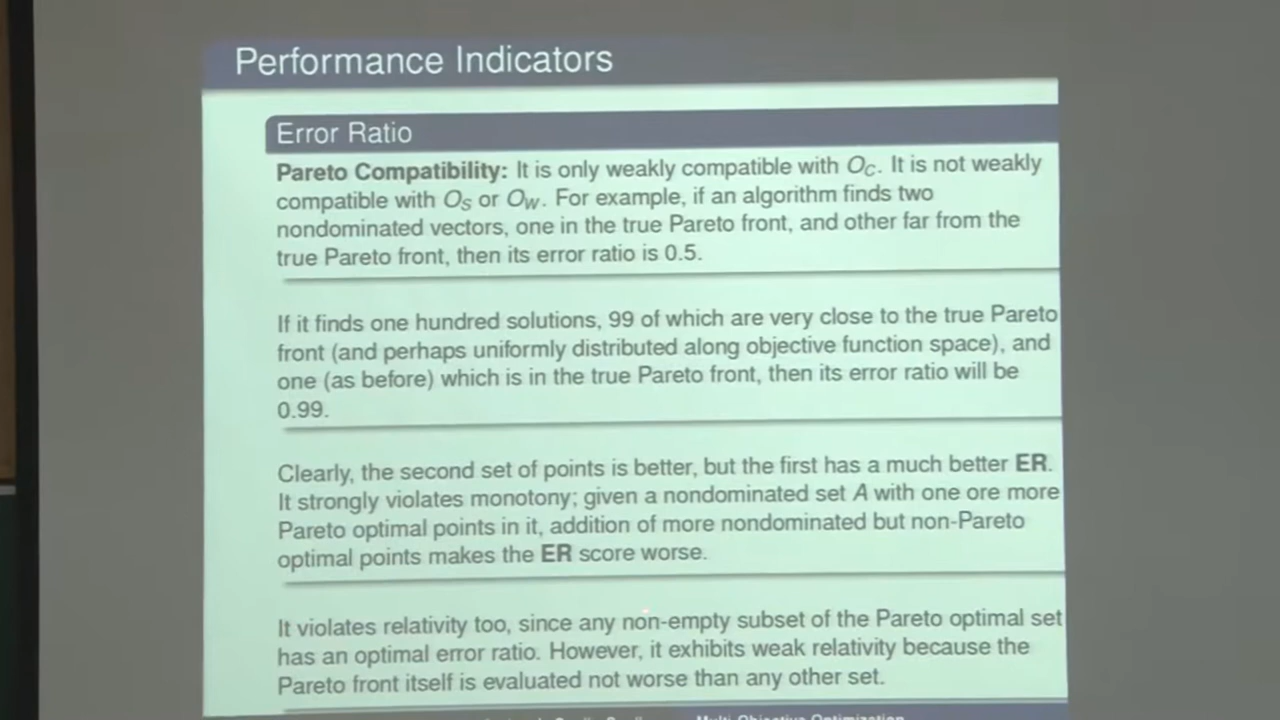 Performance Indicators
Error Ratio
Pareto Compatibility: It is only weakly compatible with O_C. It is not weakly
compatible with O_S or O_W. For example, if an algorithm finds two
nondominated vectors, one in the true Pareto front, and other far from the
true Pareto front, then its error ratio is 0.5.
If it finds one hundred solutions, 99 of which are very close to the true Pareto
front (and perhaps uniformly distributed along objective function space), and
one (as before) which is in the true Pareto front, then its error ratio will be
0.99.
Clearly, the second set of points is better, but the first has a much better ER.
It strongly violates monotony; given a nondominated set A with one ore more
Pareto optimal points in it, addition of more nondominated but non-Pareto
optimal points makes the ER score worse.
It violates relativity too, since any non-empty subset of the Pareto optimal set
has an optimal error ratio. However, it exhibits weak relativity because the
Pareto front itself is evaluated not worse than any other set.
Multi-Objective Optimization